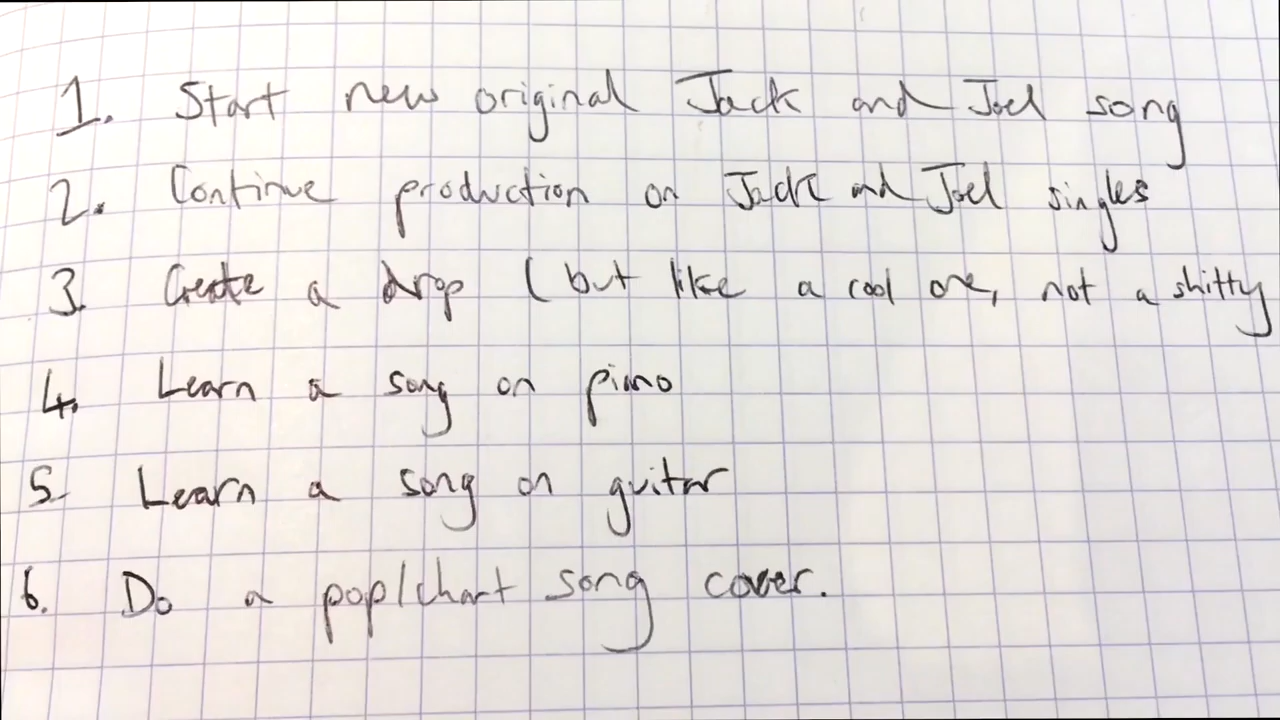 1. Start new original Jack and Joel song
2. Continue production on Jack and Joel singles
3. Create a drop (but like a cool one, not a shitty
4. Learn a song on piano
5. Learn a song on guitar
6. Do a pop/chart song cover.